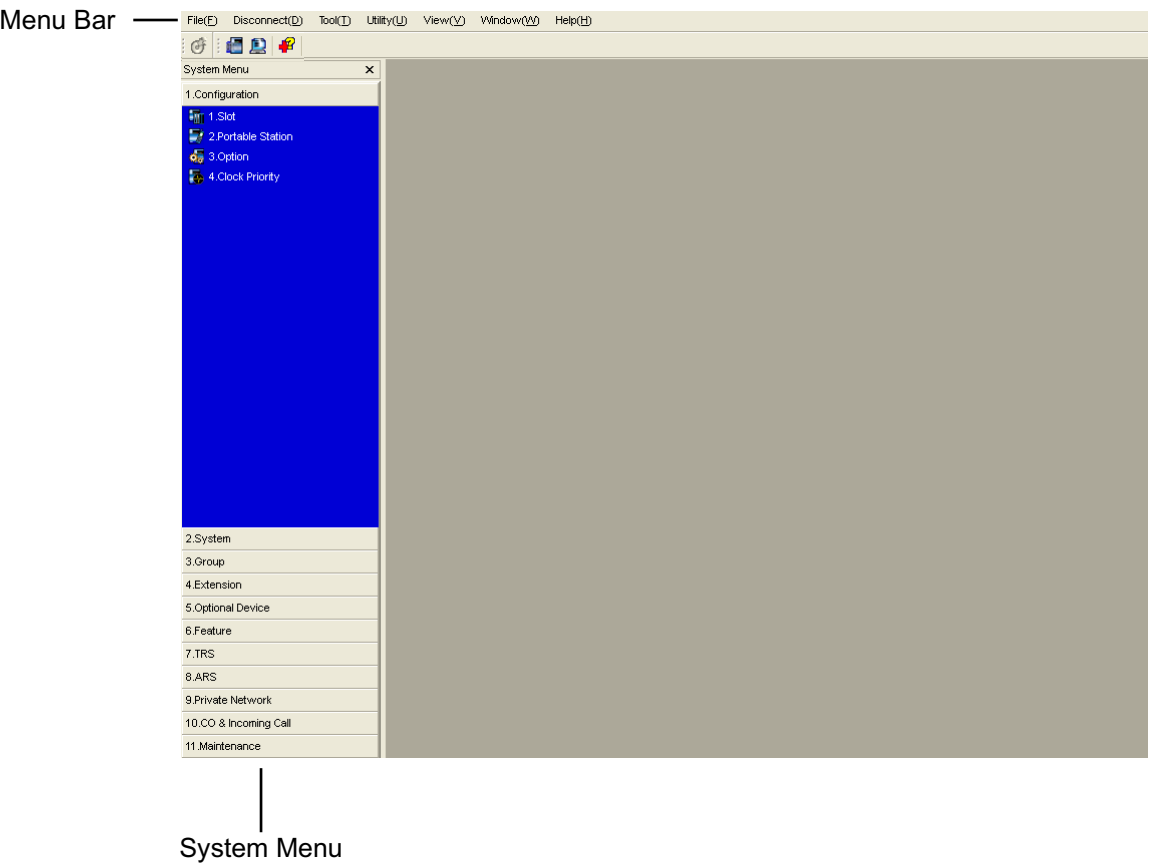 Menu Bar
File(F) Disconnect(D) Tool(T) Utility(U) View(V) Window(W) Help(H)
System Menu
1.Configuration
1.Slot
2.Portable Station
3.Option
4.Clock Priority
2.System
3.Group
4.Extension
5.Optional Device
6.Feature
7.TRS
8.ARS
9.Private Network
10.CO & Incoming Call
11.Maintenance
System Menu